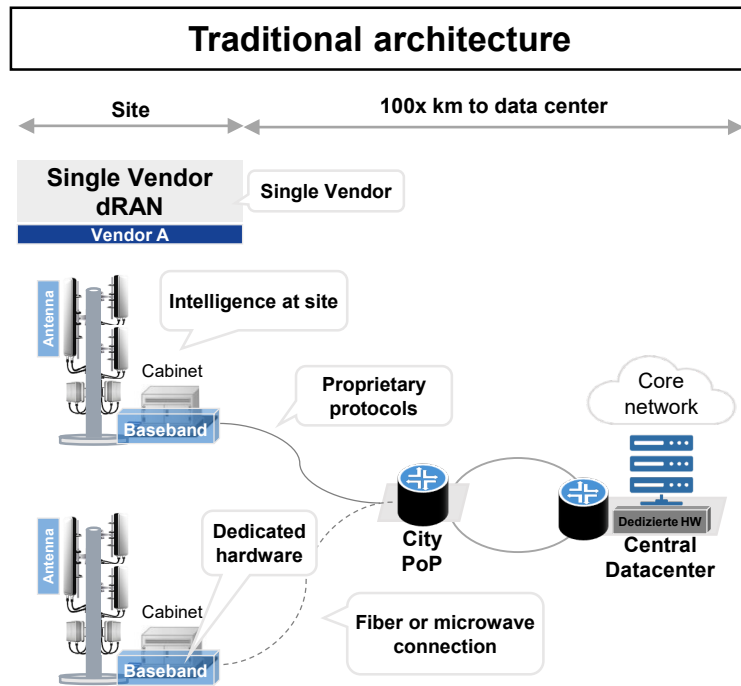 Traditional architecture
Site
100x km to data center
Single Vendor
dRAN
Vendor A
Single Vendor
Antenna
Intelligence at site
Cabinet
Baseband
Proprietary
protocols
Core
network
Dedizierte HW
City
PoP
Central
Datacenter
Antenna
Dedicated
hardware
Cabinet
Baseband
Fiber or microwave
connection